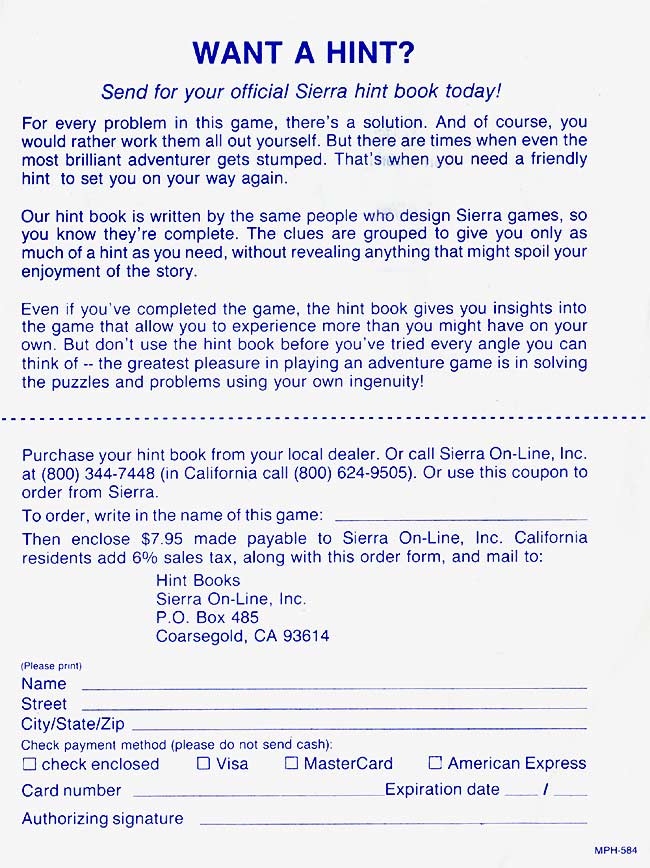 WANT A HINT?
Send for your official Sierra hint book today!
For every problem in this game, there's a solution. And of course, you
would rather work them all out yourself. But there are times when even the
most brilliant adventurer gets stumped. That's when you need a friendly
hint to set you on your way again.
Our hint book is written by the same people who design Sierra games, so
you know they're complete. The clues are grouped to give you only as
much of a hint as you need, without revealing anything that might spoil your
enjoyment of the story.
Even if you've completed the game, the hint book gives you insights into
the game that allow you to experience more than you might have on your
own. But don't use the hint book before you've tried every angle you can
think of -- the greatest pleasure in playing an adventure game is in solving
the puzzles and problems using your own ingenuity!
Purchase your hint book from your local dealer. Or call Sierra On-Line, Inc.
at (800) 344-7448 (in California call (800) 624-9505). Or use this coupon to
order from Sierra.
To order, write in the name of this game:
Then enclose $7.95 made payable to Sierra On-Line, Inc. California
residents add 6% sales tax, along with this order form, and mail to:
Hint Books
Sierra On-Line, Inc.
P.O. Box 485
Coarsegold, CA 93614
(Please print)
Name
Street
City/State/Zip
Check payment method (please do not send cash):
☐ check enclosed ☐ Visa ☐ MasterCard ☐ American Express
Card number Expiration date /
Authorizing signature
MPH-584